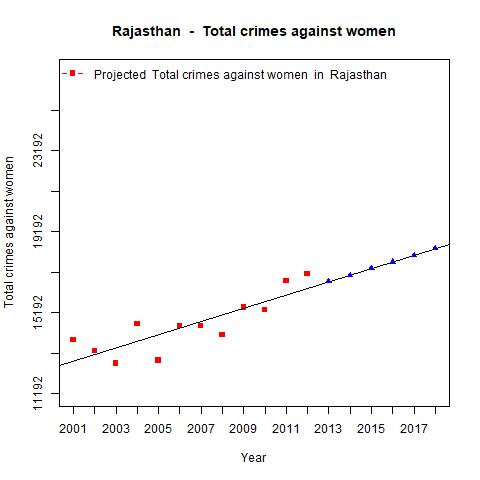 Rajasthan - Total crimes against women
Projected Total crimes against women in Rajasthan
Total crimes against women
23192
19192
15192
11192
2001 2003 2005 2007 2009 2011 2013 2015 2017
Year